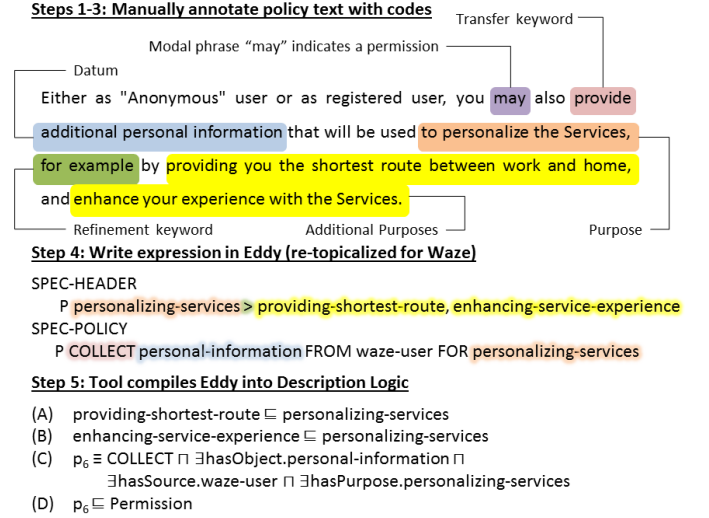 Steps 1-3: Manually annotate policy text with codes
Transfer keyword
Modal phrase “may” indicates a permission
Datum
Either as "Anonymous" user or as registered user, you may also provide
additional personal information that will be used to personalize the Services,
for example by providing you the shortest route between work and home,
and enhance your experience with the Services.
Refinement keyword Additional Purposes Purpose
Step 4: Write expression in Eddy (re-topicalized for Waze)
SPEC-HEADER
P personalizing-services > providing-shortest-route, enhancing-service-experience
SPEC-POLICY
P COLLECT personal-information FROM waze-user FOR personalizing-services
Step 5: Tool compiles Eddy into Description Logic
(A) providing-shortest-route ⊑ personalizing-services
(B) enhancing-service-experience ⊑ personalizing-services
(C) p₆ ≡ COLLECT ⊓ ∃hasObject.personal-information ⊓
∃hasSource.waze-user ⊓ ∃hasPurpose.personalizing-services
(D) p₆ ⊑ Permission